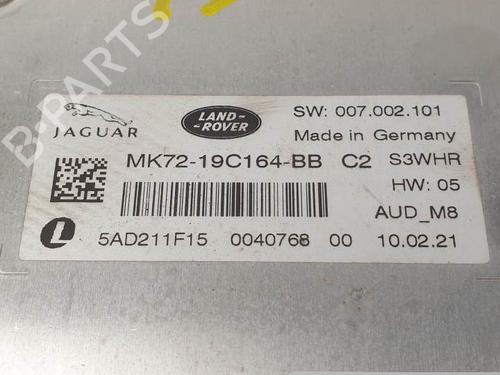 JAGUAR
LAND-
-ROVER
SW: 007.002.101
Made in Germany
MK72-19C164-BB C2 S3WHR
HW: 05
AUD_M8
L 5AD211F15 0040768 00 10.02.21
B-PARTS